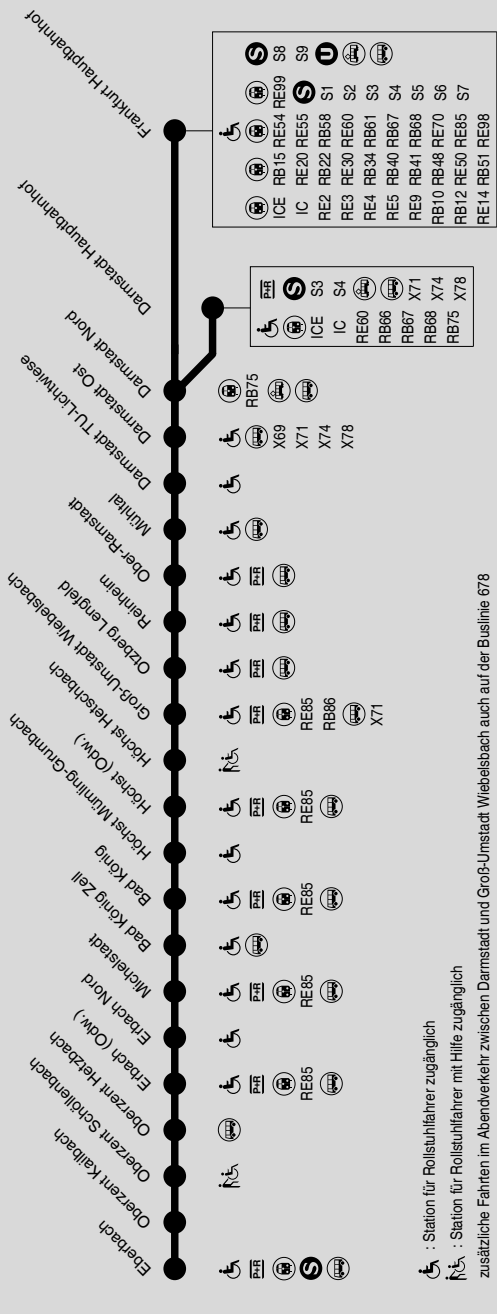 Eberbach
Oberzent Kailbach
Oberzent Schöllenbach
Oberzent Hetzbach
Erbach (Odw.)
Erbach Nord
Michelstadt
Bad König Zell
Bad König
Höchst Mümling-Grumbach
Höchst (Odw.)
Höchst Hetschbach
Groß-Umstadt Wiebelsbach
Otzberg Lengfeld
Reinheim
Ober-Ramstadt
Mühltal
Darmstadt TU-Lichtwiese
Darmstadt Ost
Darmstadt Nord
Darmstadt Hauptbahnhof
Frankfurt Hauptbahnhof
P+R
S
P+R
RE85
P+R
RE85
P+R
RE85
P+R
RE85
P+R
RE85
RB86
X71
P+R
P+R
P+R
X69
X71
X74
X78
RB75
P+R
S
ICE S3
IC S4
RE60
RB66
RB67 X71
RB68 X74
RB75 X78
S
ICE RB15 RE54 RE99 S8
IC RE20 RE55 S S9
RE2 RB22 RB58 S1 U
RE3 RE30 RE60 S2
RE4 RB34 RB61 S3
RE5 RB40 RB67 S4
RE9 RB41 RB68 S5
RB10 RB48 RE70 S6
RB12 RE50 RE85 S7
RE14 RB51 RE98
: Station für Rollstuhlfahrer zugänglich
: Station für Rollstuhlfahrer mit Hilfe zugänglich
zusätzliche Fahrten im Abendverkehr zwischen Darmstadt und Groß-Umstadt Wiebelsbach auch auf der Buslinie 678